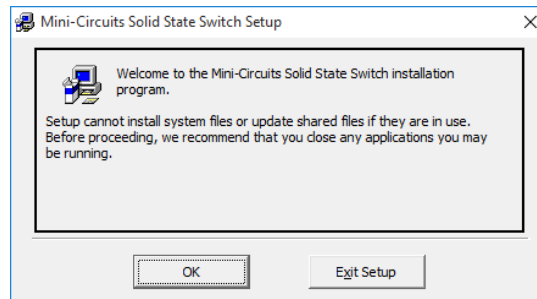 Mini-Circuits Solid State Switch Setup
Welcome to the Mini-Circuits Solid State Switch installation
program.
Setup cannot install system files or update shared files if they are in use.
Before proceeding, we recommend that you close any applications you may
be running.
OK
Exit Setup